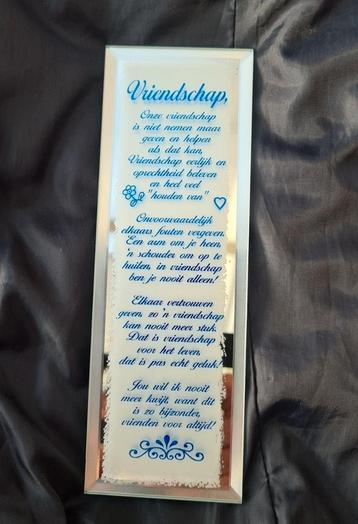 Vriendschap,
Onze vriendschap
is niet nemen maar
geven en helpen
als dat kan,
Vriendschap eerlijk en
oprechtheid beleven
en heel veel
"houden van"
Onvoorwaardelijk
elkaars fouten vergeven.
Een arm om je heen,
'n schouder om op te
huilen, in vriendschap
ben je nooit alleen!
Elkaar vertrouwen
geven, zo'n vriendschap
kan nooit meer stuk.
Dat is vriendschap
voor het leven,
dat is pas echt geluk!
Jou wil ik nooit
meer kwijt, want dit
is zo bijzonder,
vrienden voor altijd!